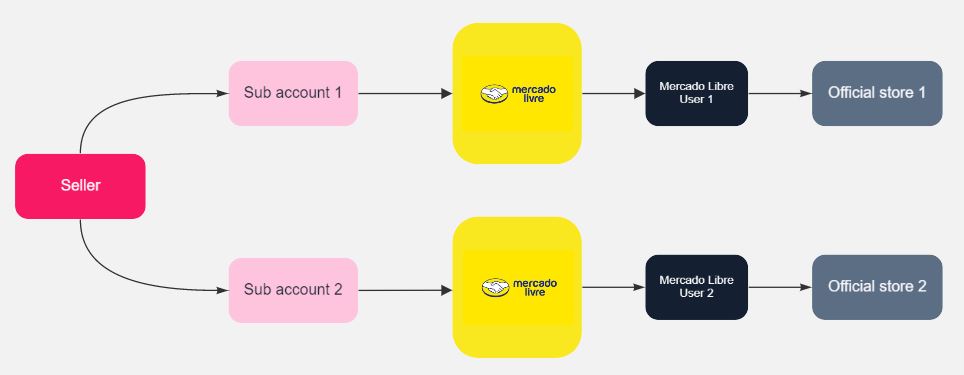 Sub account 1
mercado
livre
Mercado Libre
User 1
Official store 1
Seller
Sub account 2
mercado
livre
Mercado Libre
User 2
Official store 2